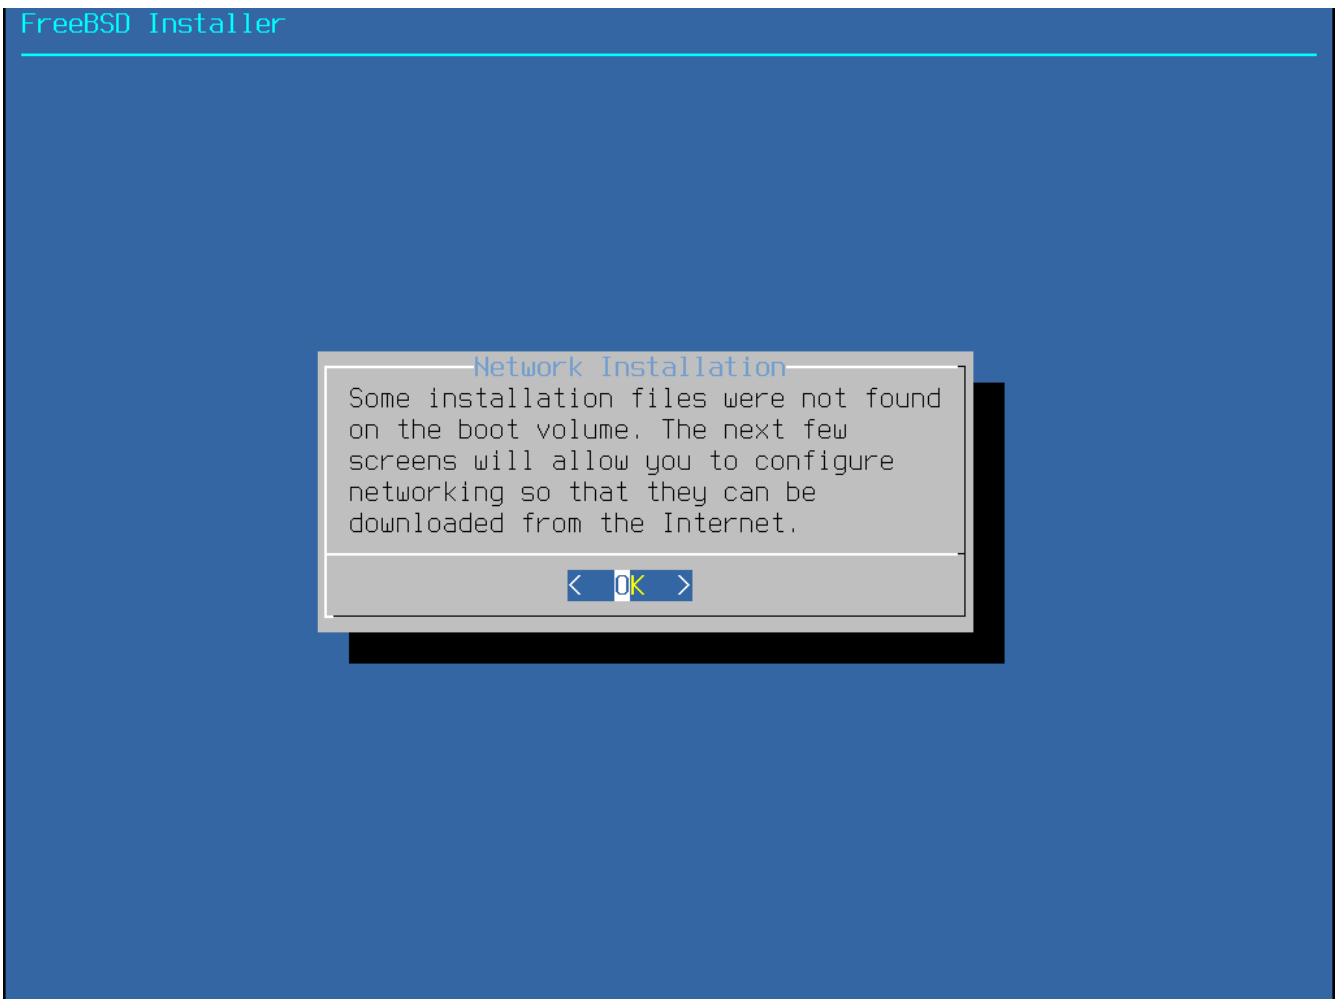 FreeBSD Installer
Network Installation
Some installation files were not found
on the boot volume. The next few
screens will allow you to configure
networking so that they can be
downloaded from the Internet.
<  OK  >